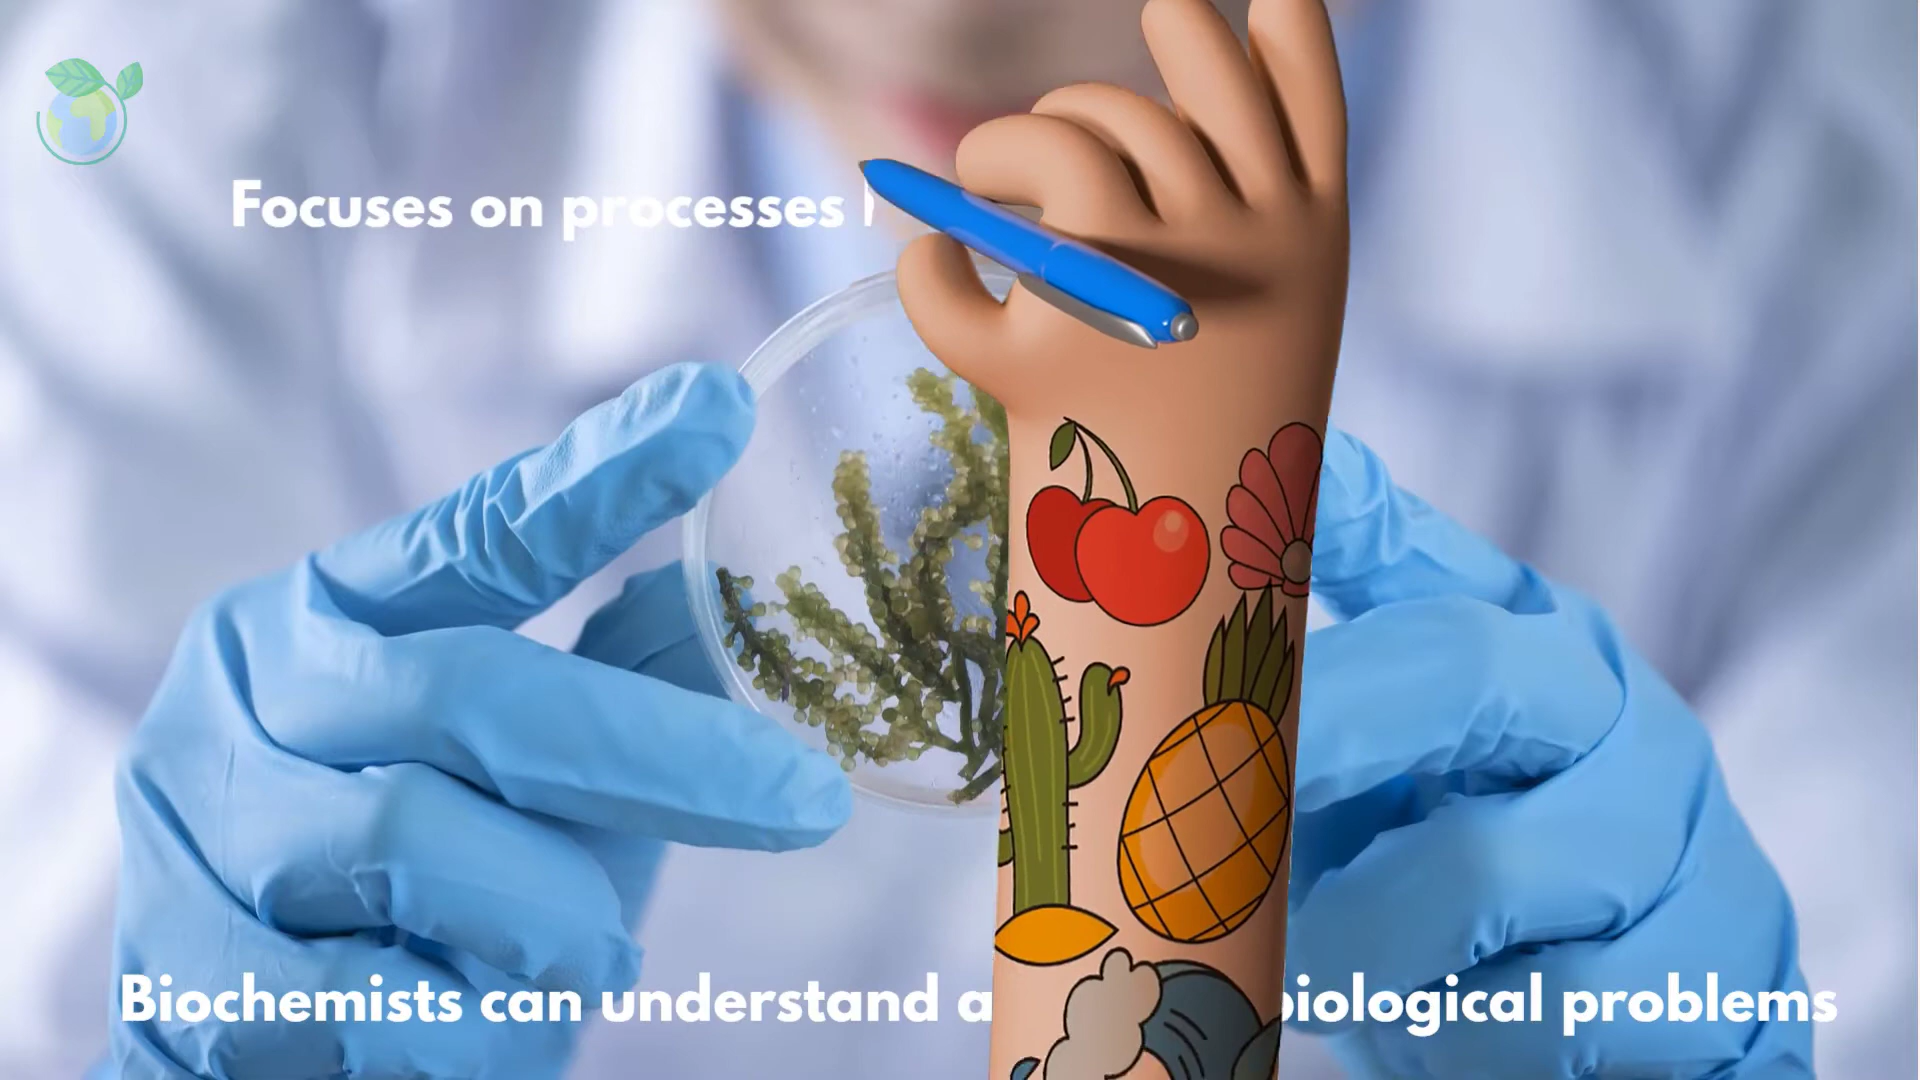 Focuses on processes
Biochemists can understand a biological problems